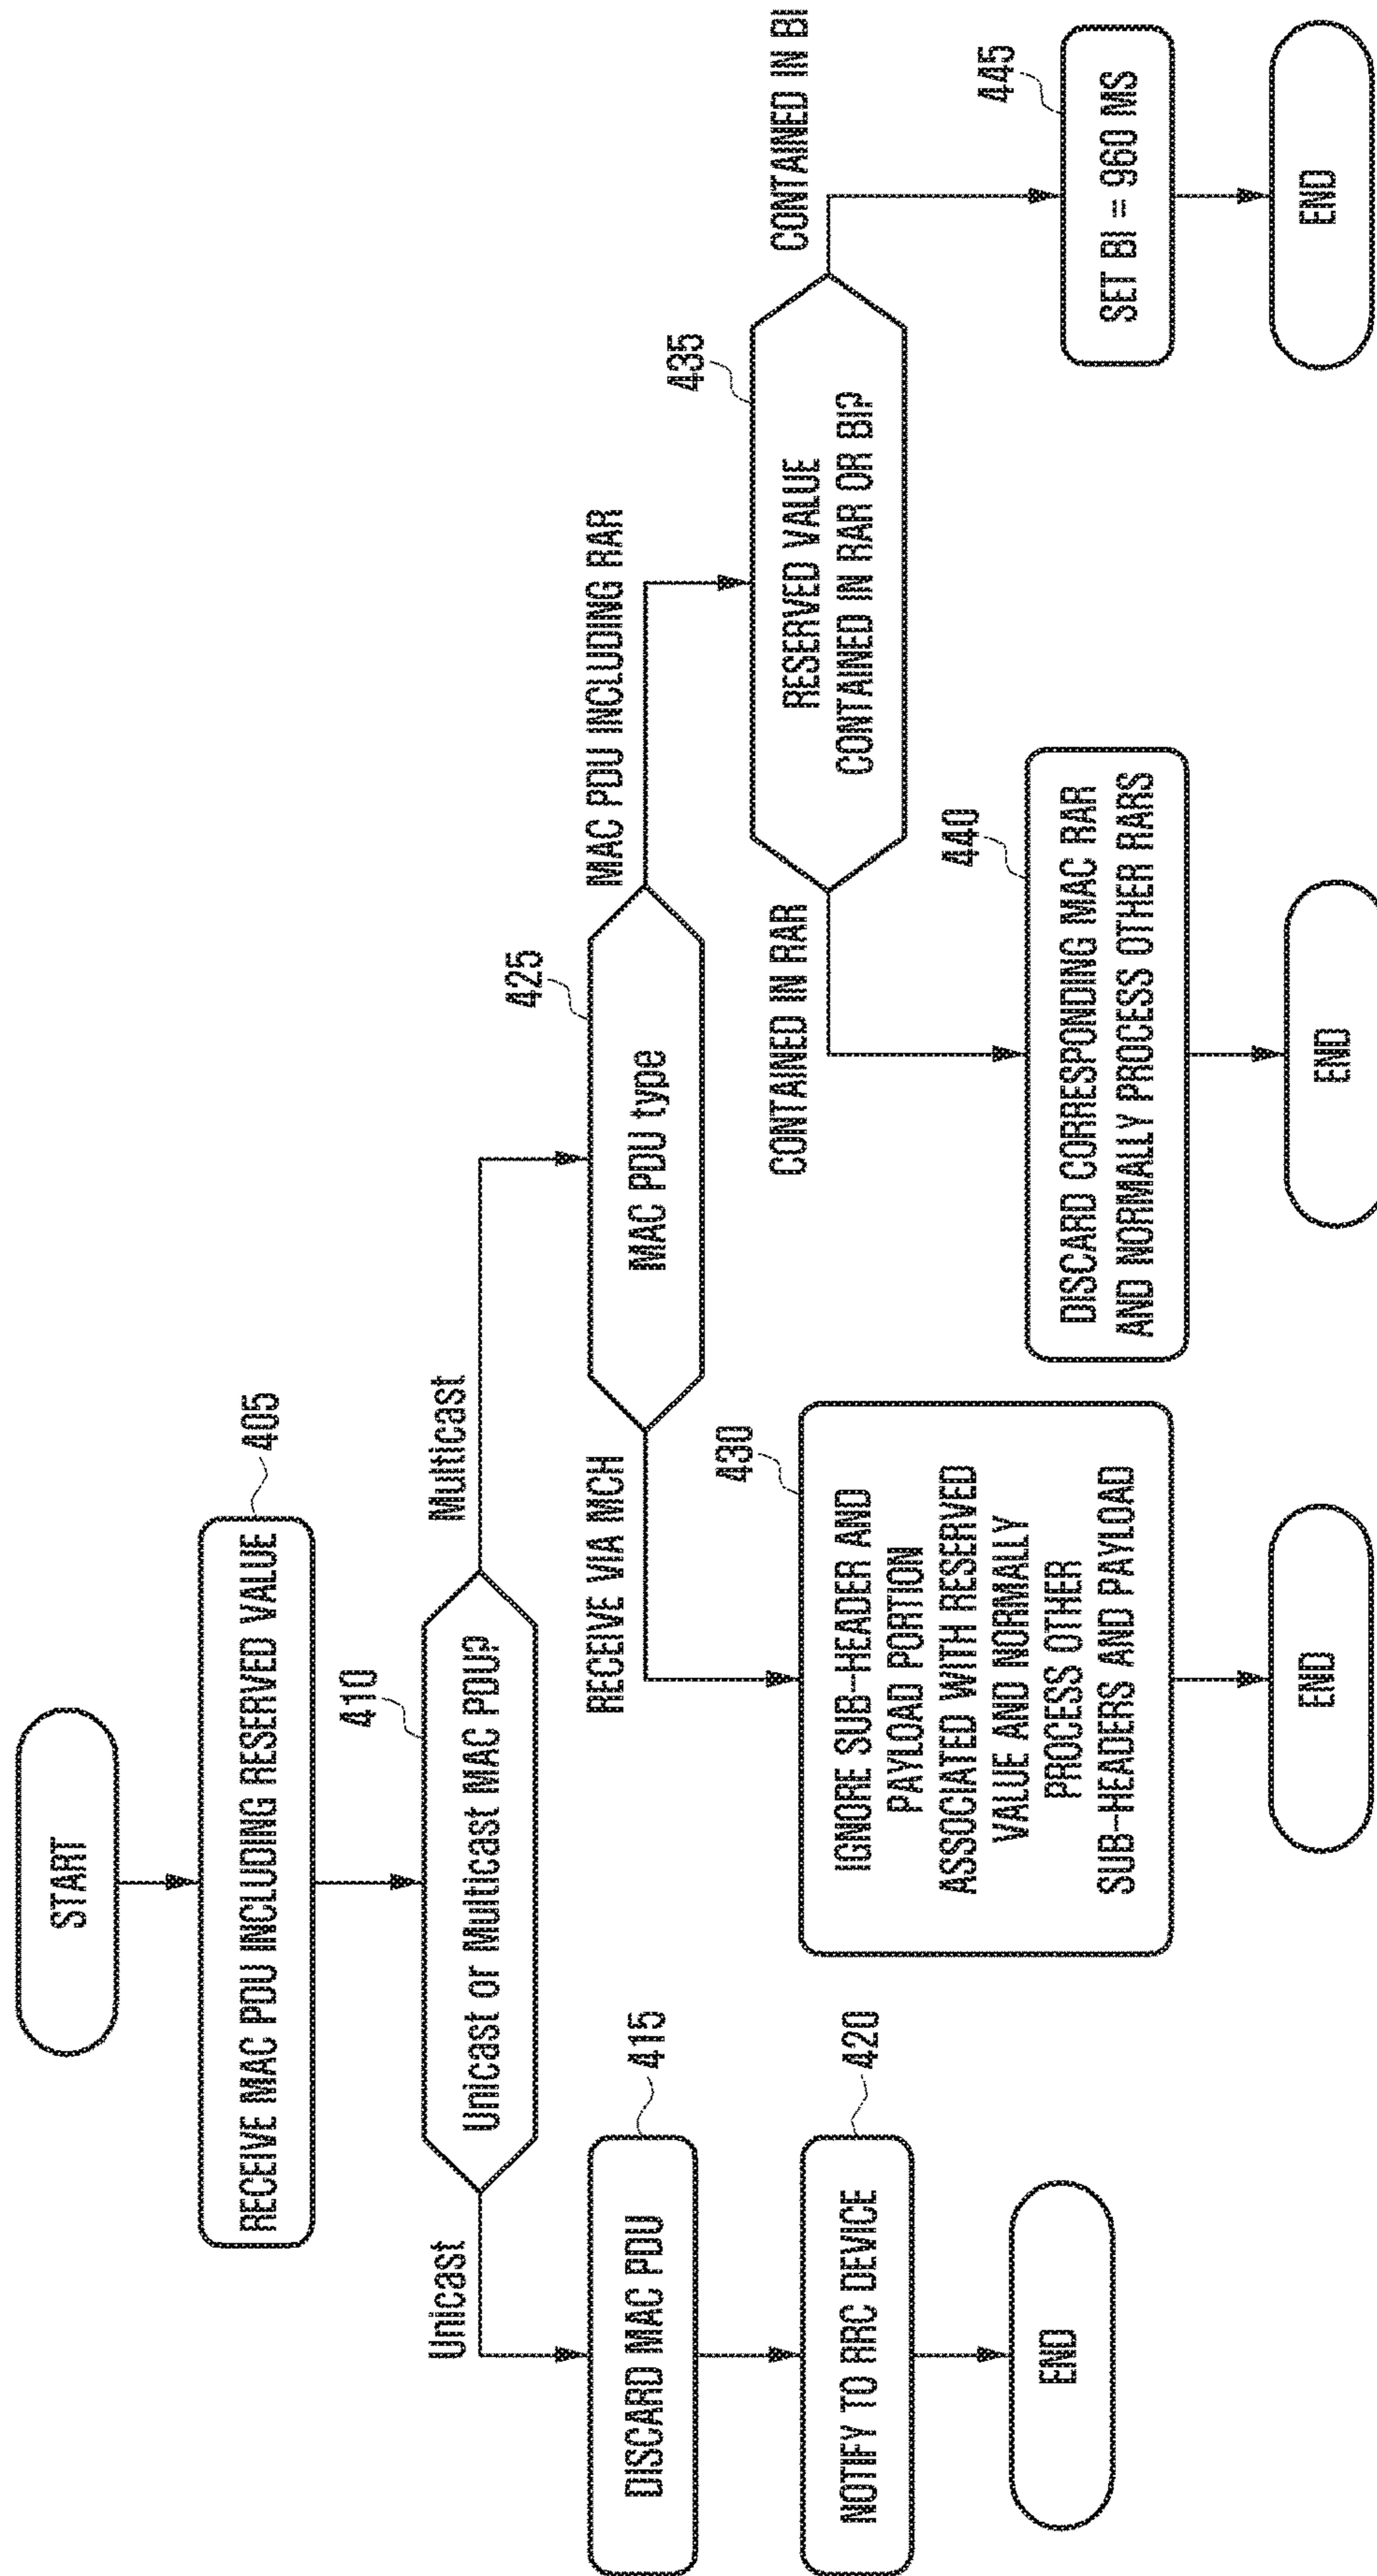 START
RECEIVE MAC PDU INCLUDING RESERVED VALUE
405
410
Unicast or Multicast MAC PDU?
Unicast
Multicast
DISCARD MAC PDU
415
NOTIFY TO RRC DEVICE
420
END
425
MAC PDU type
RECEIVE VIA MCH
MAC PDU INCLUDING RAR
430
IGNORE SUB-HEADER AND
PAYLOAD PORTION
ASSOCIATED WITH RESERVED
VALUE AND NORMALLY
PROCESS OTHER
SUB-HEADERS AND PAYLOAD
END
435
RESERVED VALUE
CONTAINED IN RAR OR BI?
CONTAINED IN RAR
CONTAINED IN BI
440
DISCARD CORRESPONDING MAC RAR
AND NORMALLY PROCESS OTHER RARS
END
445
SET BI = 960 MS
END